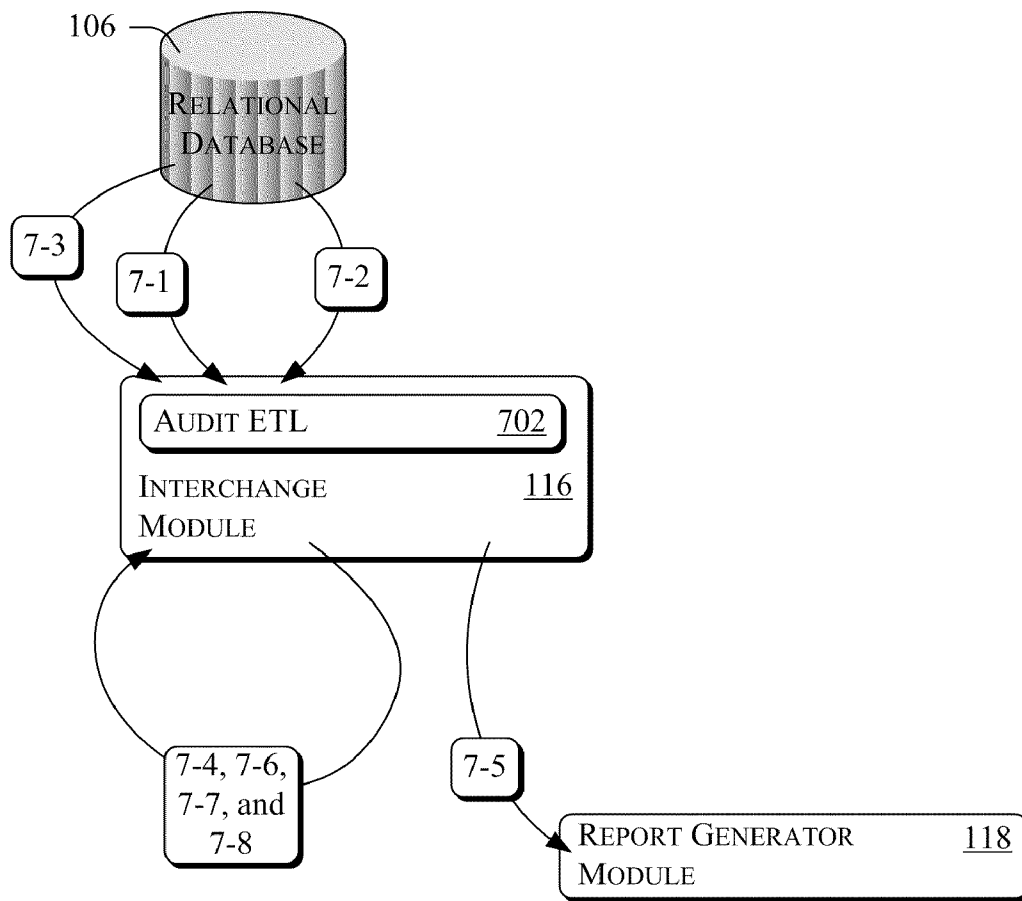 106
RELATIONAL
DATABASE
7-3
7-1
7-2
AUDIT ETL 702
INTERCHANGE 116
MODULE
7-4, 7-6,
7-7, and
7-8
7-5
REPORT GENERATOR 118
MODULE